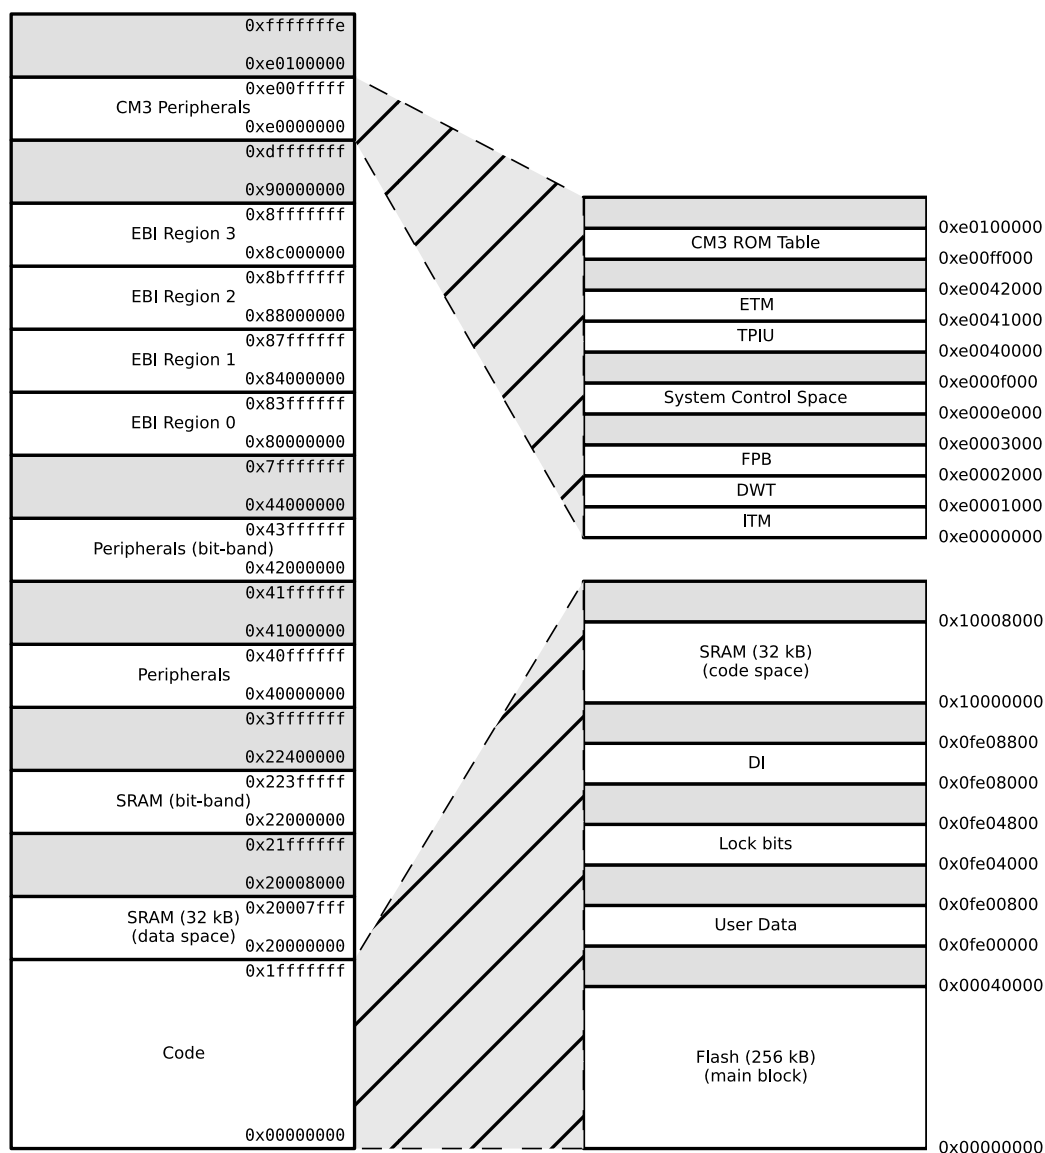 0xfffffffe
0xe0100000
0xe00fffff
CM3 Peripherals
0xe0000000
0xdfffffff
0x90000000
0x8fffffff
EBI Region 3
0x8c000000
0x8bffffff
EBI Region 2
0x88000000
0x87ffffff
EBI Region 1
0x84000000
0x83ffffff
EBI Region 0
0x80000000
0x7fffffff
0x44000000
0x43ffffff
Peripherals (bit-band)
0x42000000
0x41ffffff
0x41000000
0x40ffffff
Peripherals
0x40000000
0x3fffffff
0x22400000
0x223fffff
SRAM (bit-band)
0x22000000
0x21ffffff
0x20008000
0x20007fff
SRAM (32 kB)
(data space)
0x20000000
0x1fffffff
Code
0x00000000
0xe0100000
CM3 ROM Table
0xe00ff000
0xe0042000
ETM
0xe0041000
TPIU
0xe0040000
0xe000f000
System Control Space
0xe000e000
0xe0003000
FPB
0xe0002000
DWT
0xe0001000
ITM
0xe0000000
0x10008000
SRAM (32 kB)
(code space)
0x10000000
0x0fe08800
DI
0x0fe08000
0x0fe04800
Lock bits
0x0fe04000
0x0fe00800
User Data
0x0fe00000
0x00040000
Flash (256 kB)
(main block)
0x00000000